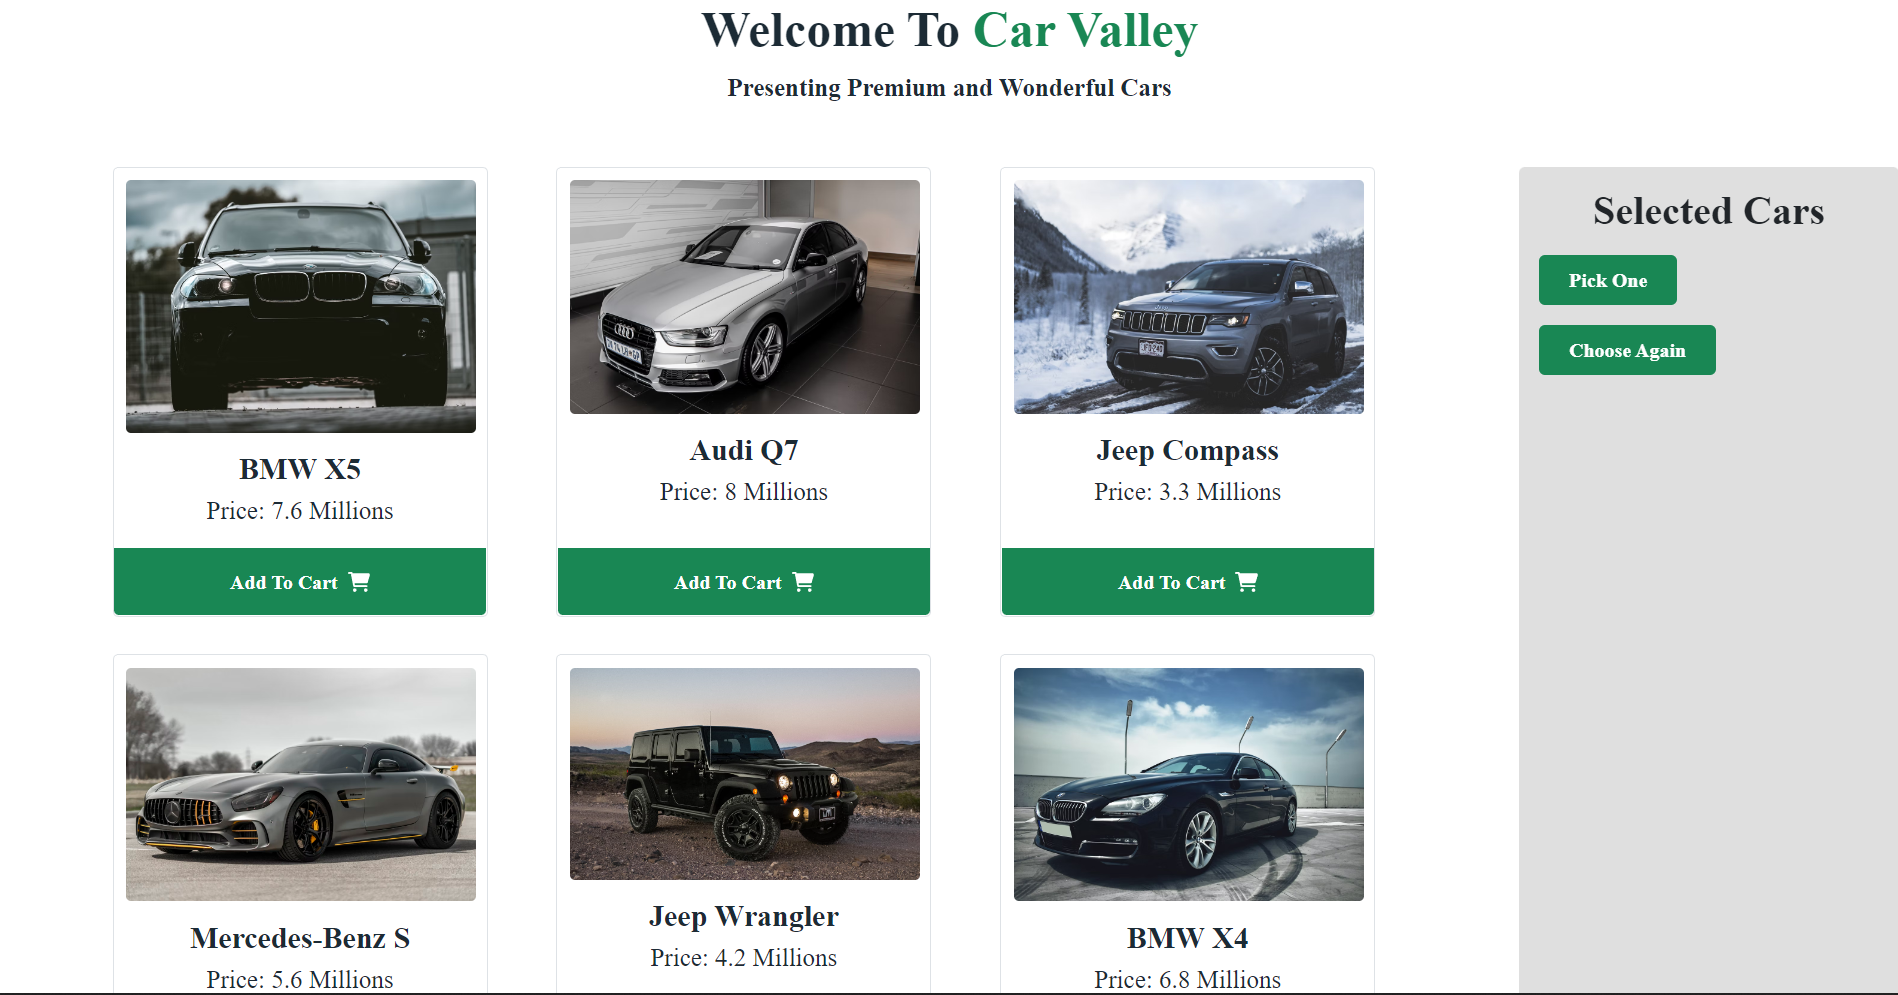 Welcome To Car Valley
Presenting Premium and Wonderful Cars
BMW X5
Price: 7.6 Millions
Add To Cart
Audi Q7
Price: 8 Millions
Add To Cart
Jeep Compass
Price: 3.3 Millions
Add To Cart
Mercedes-Benz S
Price: 5.6 Millions
Jeep Wrangler
Price: 4.2 Millions
BMW X4
Price: 6.8 Millions
Selected Cars
Pick One
Choose Again